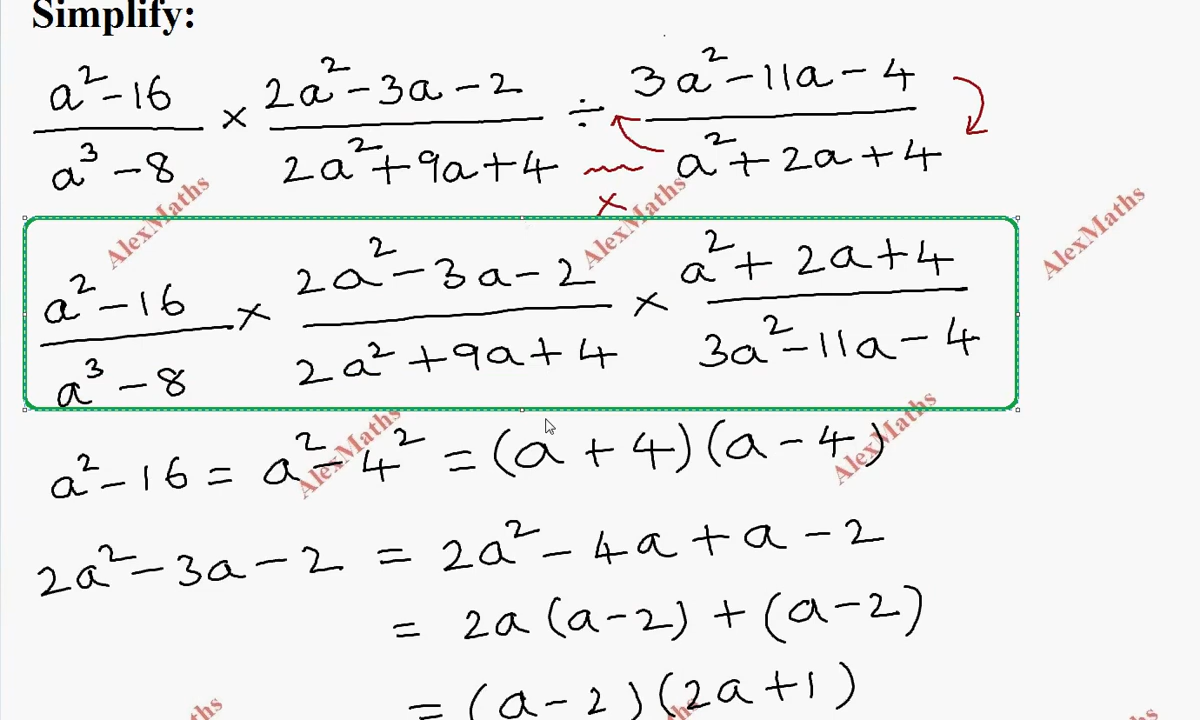 Simplify:
a²-16 / a³-8 × 2a²-3a-2 / 2a²+9a+4 ÷ 3a²-11a-4 / a²+2a+4
×
a²-16 / a³-8 × 2a²-3a-2 / 2a²+9a+4 × a²+2a+4 / 3a²-11a-4
a²-16 = a²-4² = (a+4)(a-4)
2a²-3a-2 = 2a²-4a+a-2
= 2a(a-2)+(a-2)
= (a-2)(2a+1)
AlexMaths
AlexMaths
AlexMaths
AlexMaths
AlexMaths